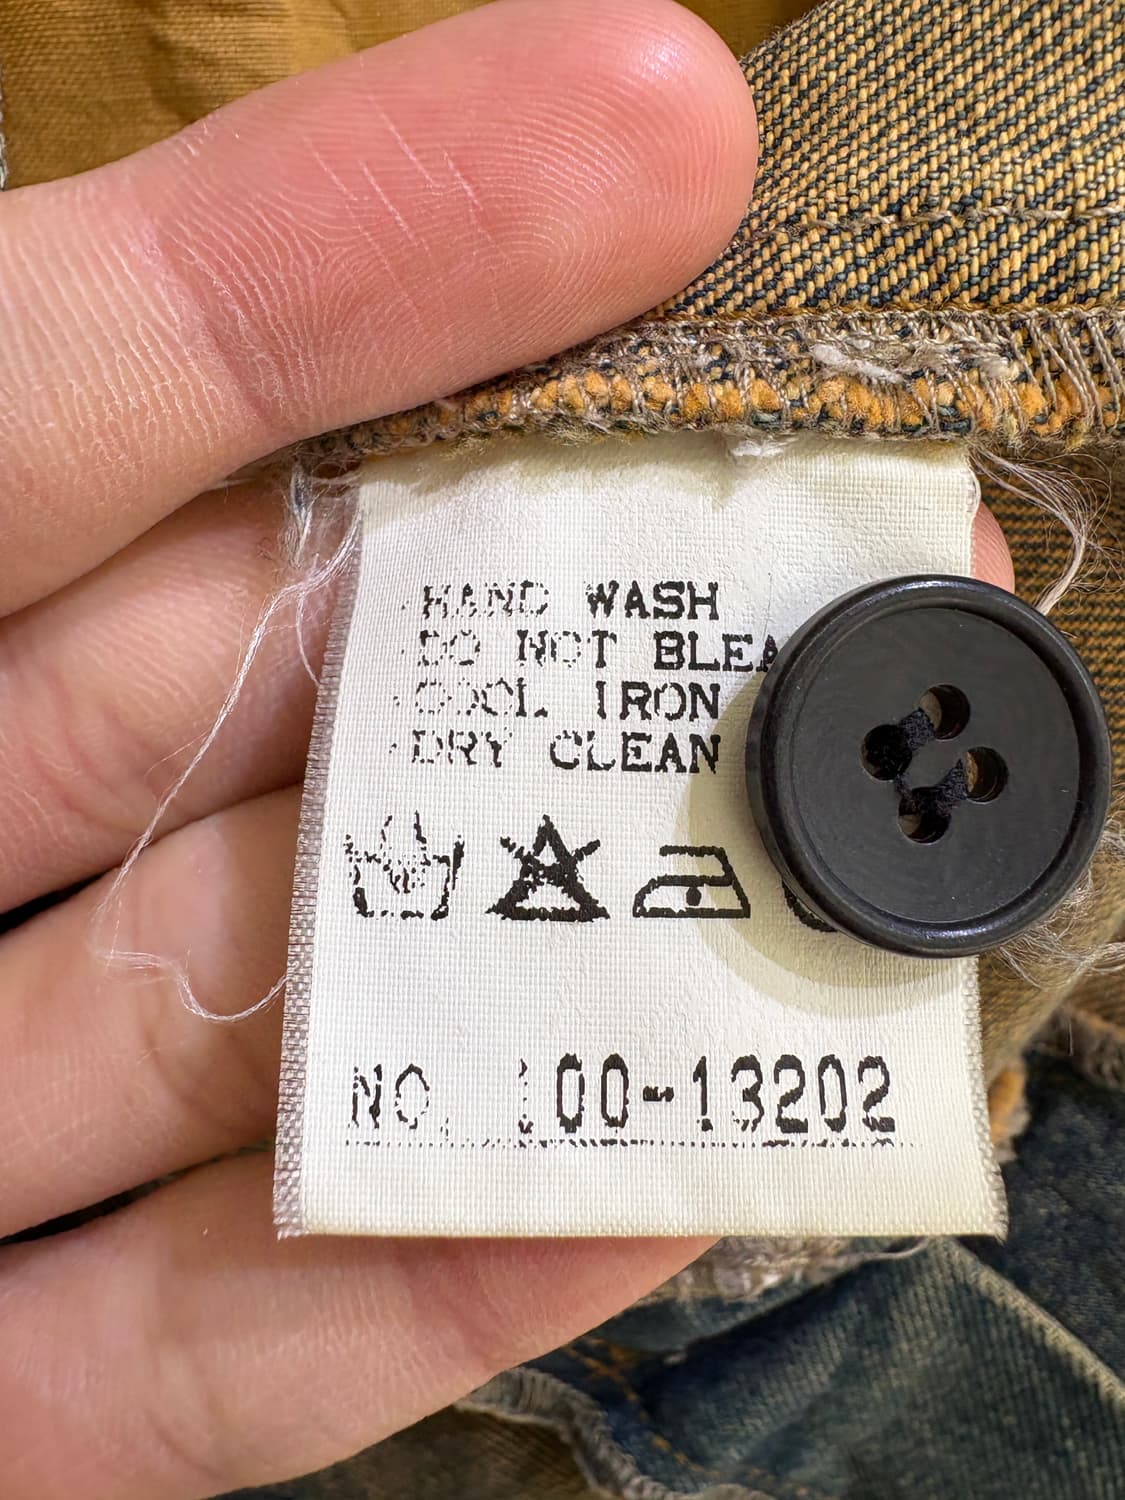 HAND WASH
DO NOT BLEA
COOL IRON
DRY CLEAN
NO. 100-13202